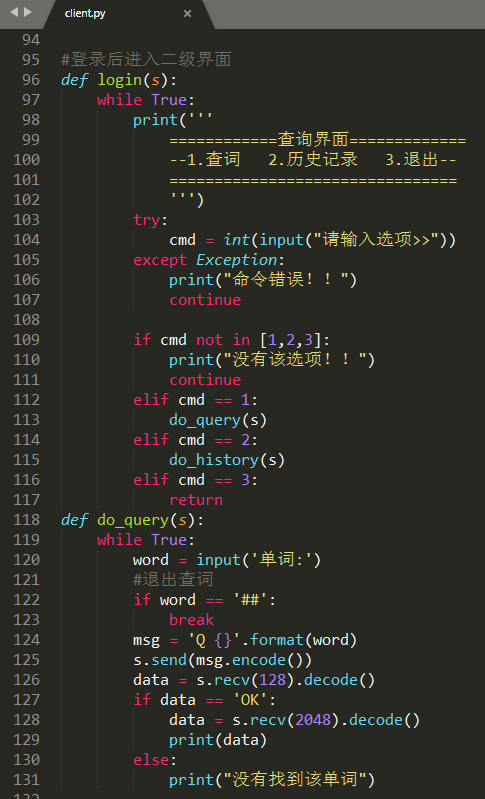 client.py ×
94
95 #登录后进入二级界面
96 def login(s):
97     while True:
98         print('''
99             ============查询界面=============
100             --1.查词   2.历史记录   3.退出--
101             ================================
102             ''')
103         try:
104             cmd = int(input("请输入选项>>"))
105         except Exception:
106             print("命令错误！！")
107             continue
108
109         if cmd not in [1,2,3]:
110             print("没有该选项！！")
111             continue
112         elif cmd == 1:
113             do_query(s)
114         elif cmd == 2:
115             do_history(s)
116         elif cmd == 3:
117             return
118 def do_query(s):
119     while True:
120         word = input('单词:')
121         #退出查词
122         if word == '##':
123             break
124         msg = 'Q {}'.format(word)
125         s.send(msg.encode())
126         data = s.recv(128).decode()
127         if data == 'OK':
128             data = s.recv(2048).decode()
129             print(data)
130         else:
131             print("没有找到该单词")